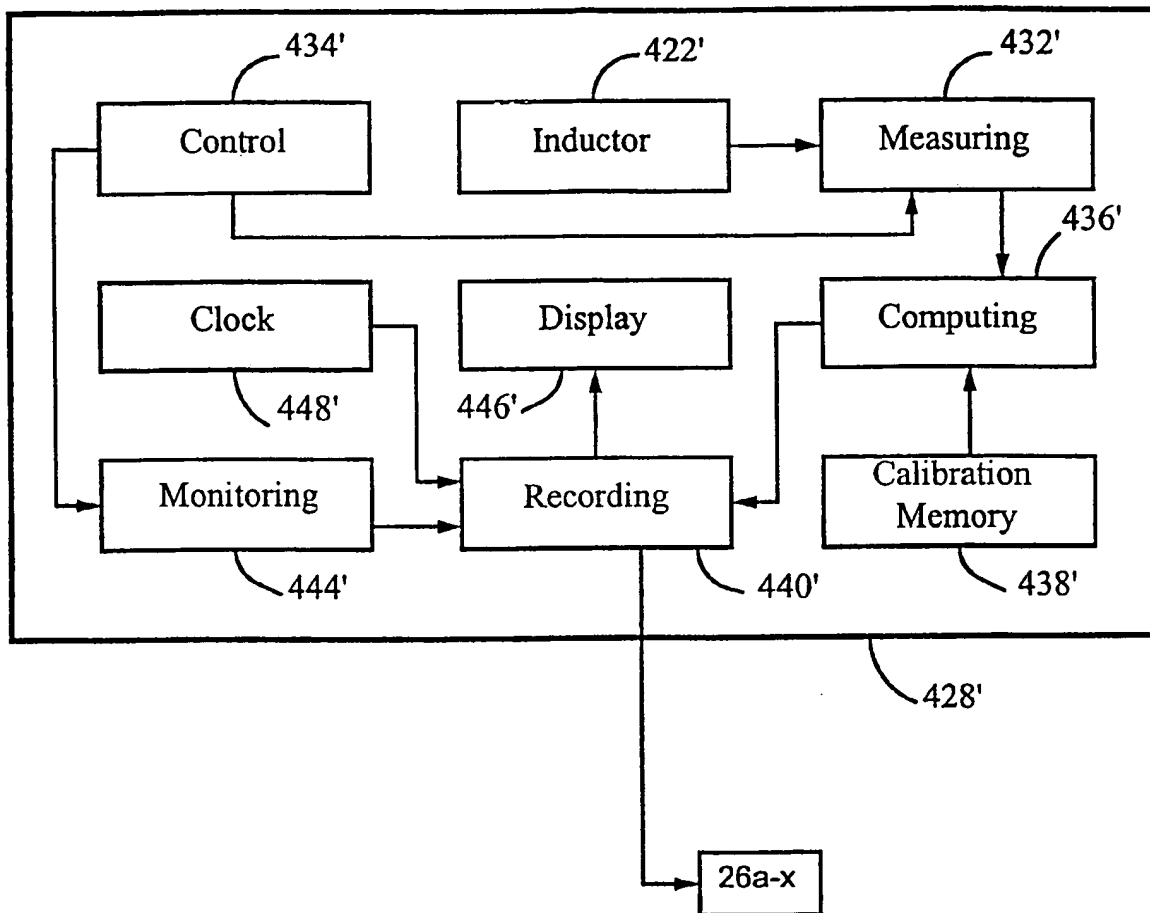 434'
422'
432'
Control
Inductor
Measuring
436'
Clock
Display
Computing
448'
446'
Monitoring
Recording
Calibration
Memory
444'
440'
438'
428'
26a-x